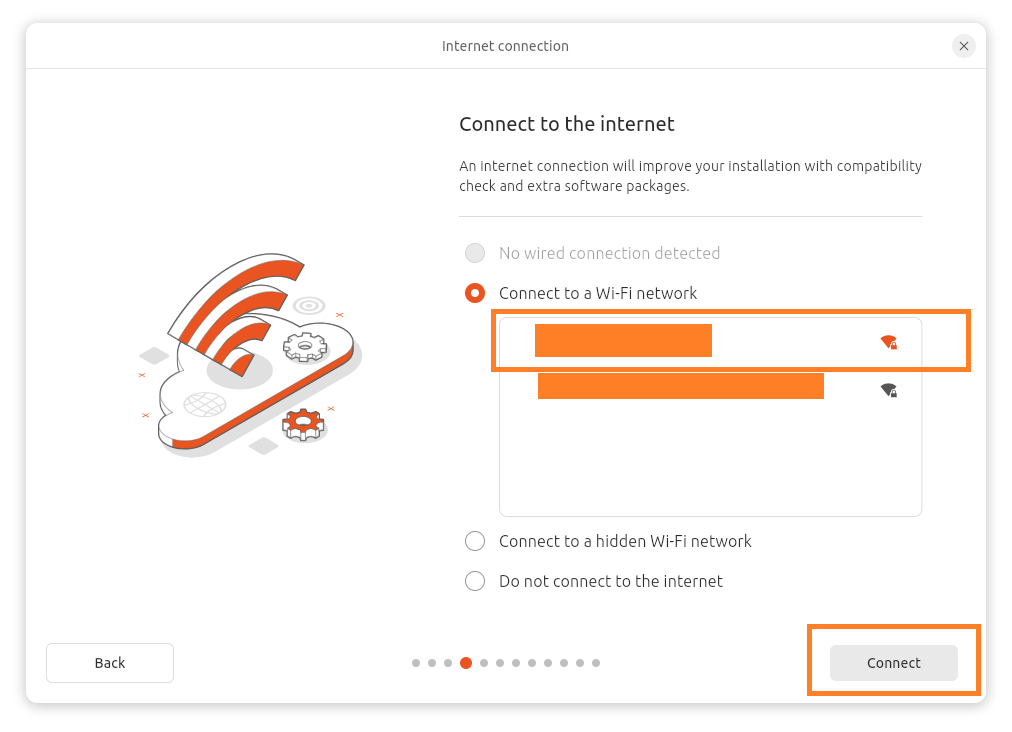 Internet connection
Connect to the internet
An internet connection will improve your installation with compatibility
check and extra software packages.
No wired connection detected
Connect to a Wi-Fi network
Connect to a hidden Wi-Fi network
Do not connect to the internet
Back
Connect